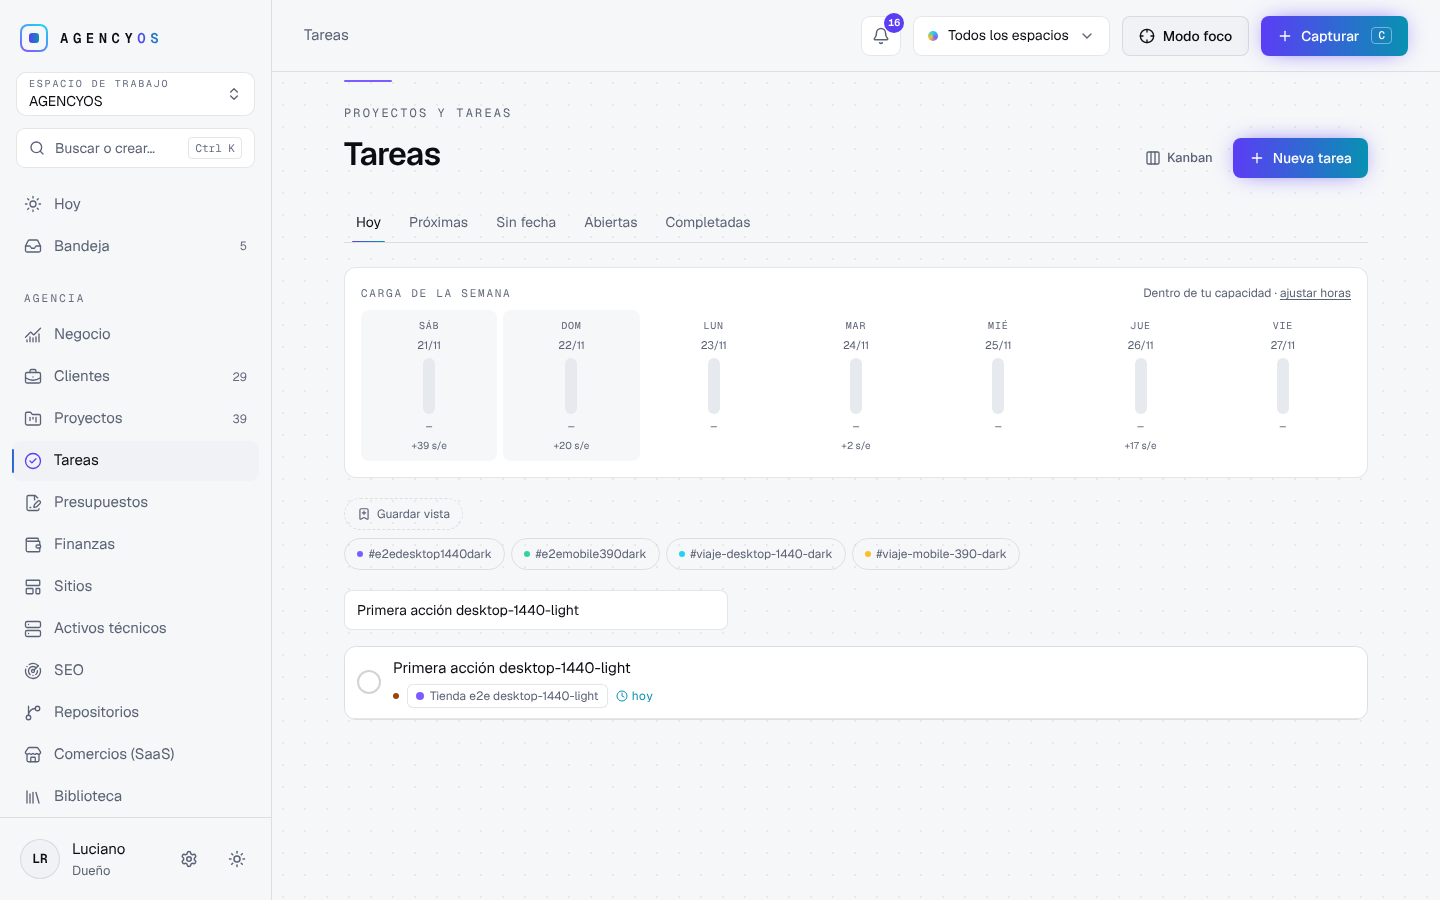 AGENCYOS
ESPACIO DE TRABAJO
AGENCYOS
Buscar o crear...
Ctrl K
Hoy
Bandeja 5
AGENCIA
Negocio
Clientes 29
Proyectos 39
Tareas
Presupuestos
Finanzas
Sitios
Activos técnicos
SEO
Repositorios
Comercios (SaaS)
Biblioteca
LR
Luciano
Dueño
Tareas
16
Todos los espacios
Modo foco
Capturar C
PROYECTOS Y TAREAS
Tareas
Kanban
Nueva tarea
Hoy Próximas Sin fecha Abiertas Completadas
CARGA DE LA SEMANA
Dentro de tu capacidad · ajustar horas
SÁB DOM LUN MAR MIÉ JUE VIE
21/11 22/11 23/11 24/11 25/11 26/11 27/11
– – – – – – –
+39 s/e +20 s/e +2 s/e +17 s/e
Guardar vista
#e2edesktop1440dark #e2emobile390dark #viaje-desktop-1440-dark #viaje-mobile-390-dark
Primera acción desktop-1440-light
Primera acción desktop-1440-light
Tienda e2e desktop-1440-light hoy